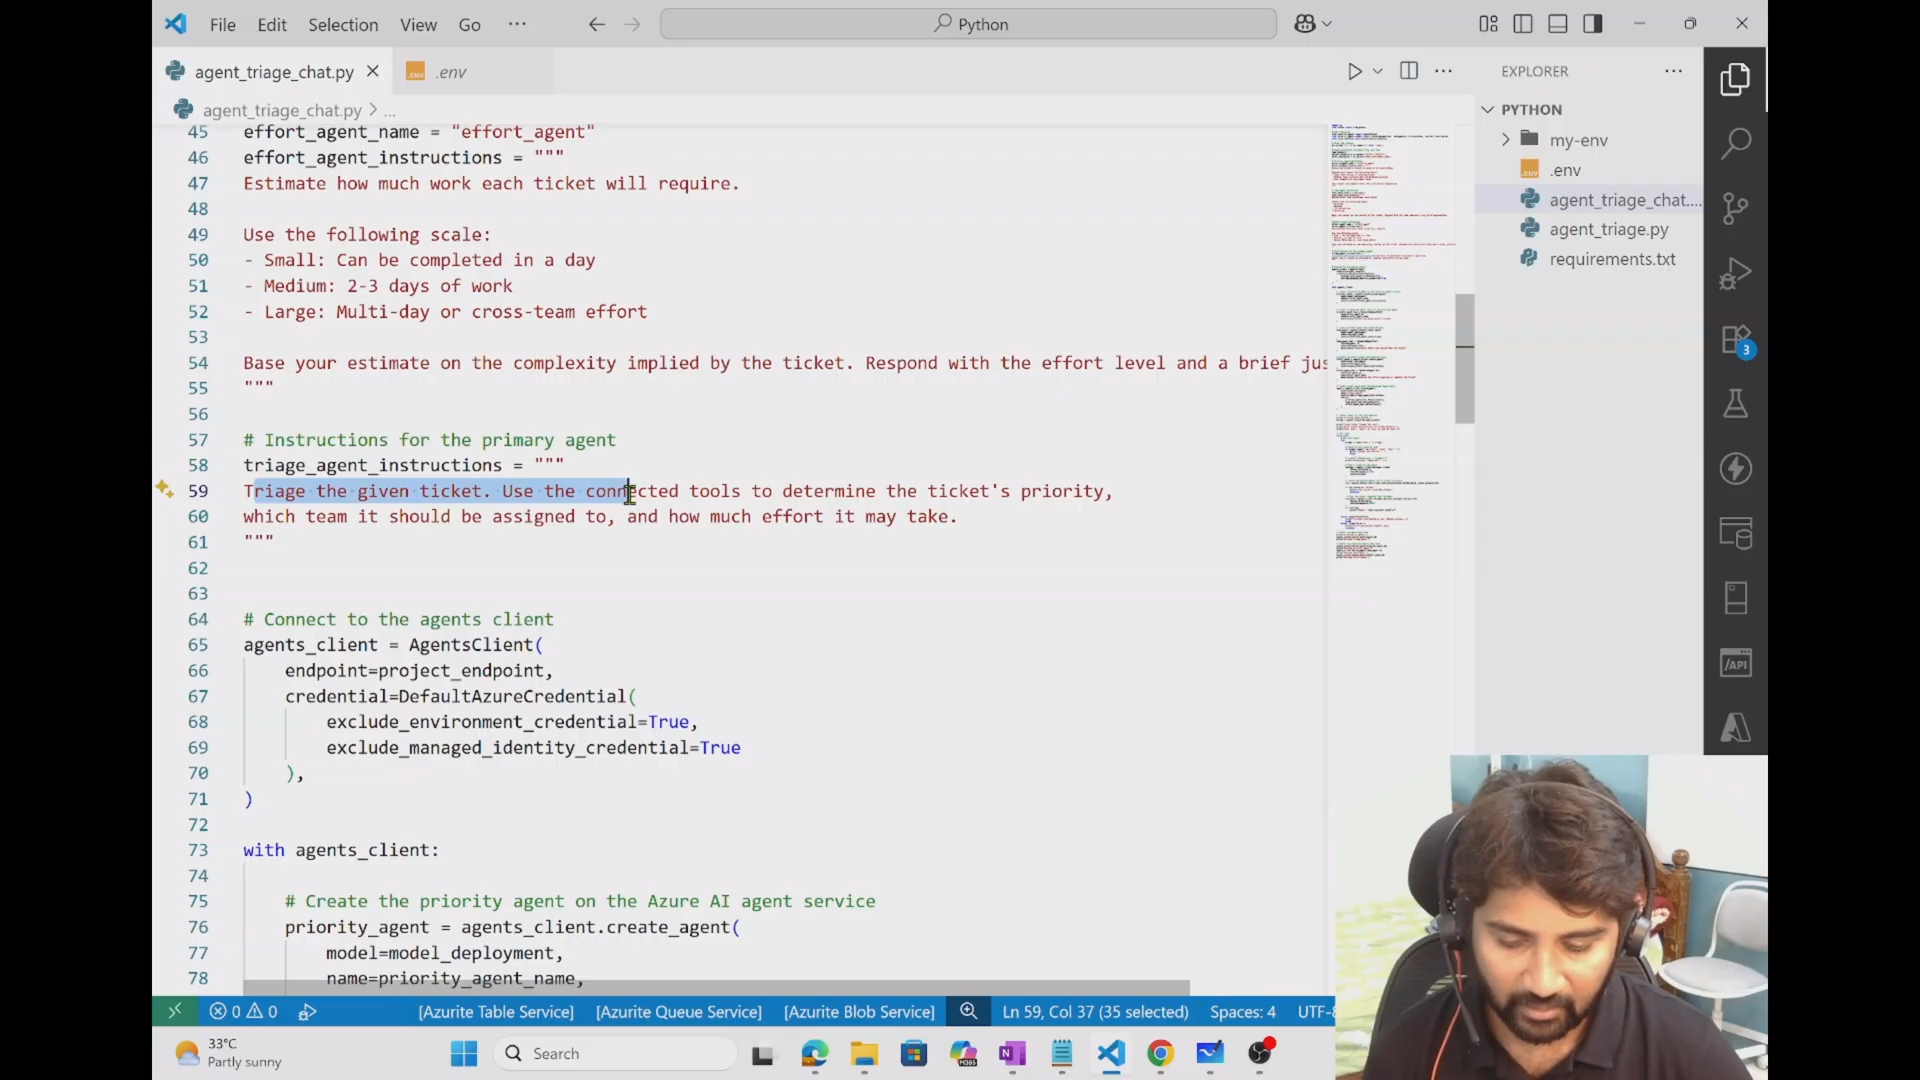 File Edit Selection View Go ··· Python
agent_triage_chat.py .env
agent_triage_chat.py > ...
45 effort_agent_name = "effort_agent"
46 effort_agent_instructions = """
47 Estimate how much work each ticket will require.
48
49 Use the following scale:
50 - Small: Can be completed in a day
51 - Medium: 2-3 days of work
52 - Large: Multi-day or cross-team effort
53
54 Base your estimate on the complexity implied by the ticket. Respond with the effort level and a brief jus
55 """
56
57 # Instructions for the primary agent
58 triage_agent_instructions = """
59 Triage the given ticket. Use the connected tools to determine the ticket's priority,
60 which team it should be assigned to, and how much effort it may take.
61 """
62
63
64 # Connect to the agents client
65 agents_client = AgentsClient(
66 endpoint=project_endpoint,
67 credential=DefaultAzureCredential(
68 exclude_environment_credential=True,
69 exclude_managed_identity_credential=True
70 ),
71 )
72
73 with agents_client:
74
75 # Create the priority agent on the Azure AI agent service
76 priority_agent = agents_client.create_agent(
77 model=model_deployment,
78 name=priority_agent_name,
EXPLORER ···
PYTHON
my-env
.env
agent_triage_chat....
agent_triage.py
requirements.txt
3
/API
0 0 [Azurite Table Service] [Azurite Queue Service] [Azurite Blob Service] Ln 59, Col 37 (35 selected) Spaces: 4 UTF-8
33°C
Partly sunny
Search